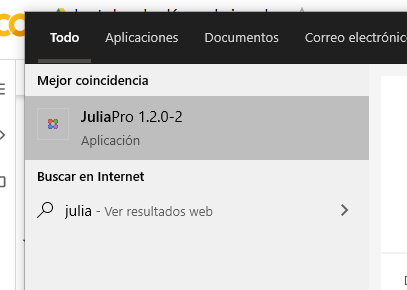 Todo Aplicaciones Documentos Correo electrónic
Mejor coincidencia
JuliaPro 1.2.0-2
Aplicación
Buscar en Internet
julia - Ver resultados web